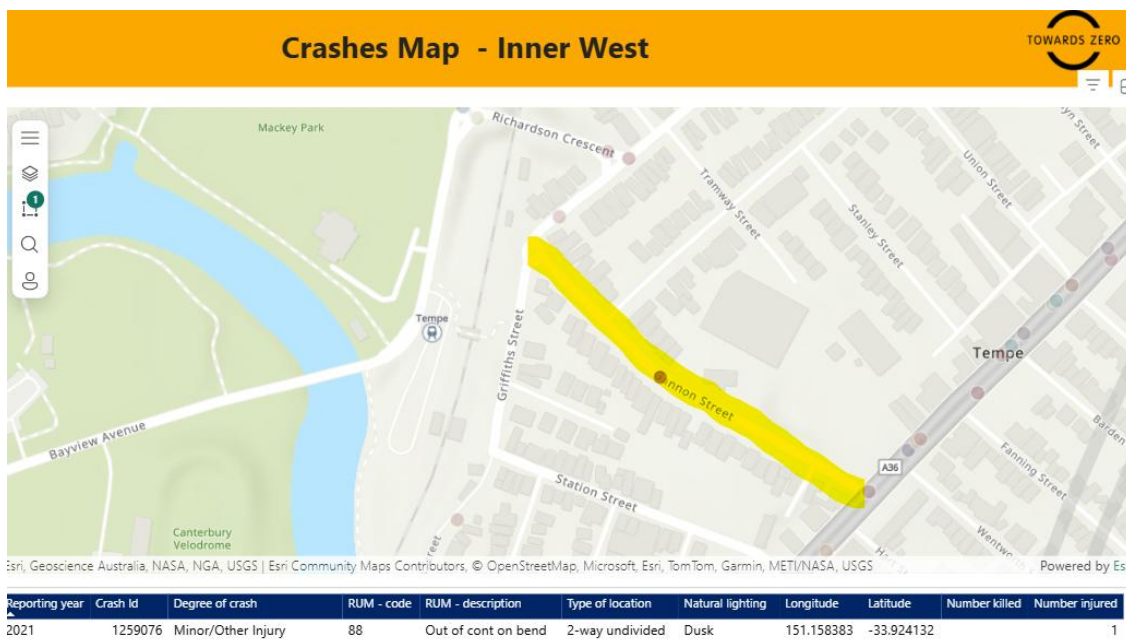 Crashes Map - Inner West
TOWARDS ZERO
Mackey Park
Richardson Crescent
Tramway Street
Union Street
Stanley Street
1
Tempe
Griffiths Street
Tempe
nnon Street
Bayview Avenue
A36
Fanning Street
Station Street
Canterbury
Velodrome
Esri, Geoscience Australia, NASA, NGA, USGS | Esri Community Maps Contributors, © OpenStreetMap, Microsoft, Esri, TomTom, Garmin, METI/NASA, USGS
Powered by Es
Reporting year Crash Id Degree of crash RUM - code RUM - description Type of location Natural lighting Longitude Latitude Number killed Number injured
2021 1259076 Minor/Other Injury 88 Out of cont on bend 2-way undivided Dusk 151.158383 -33.924132 1